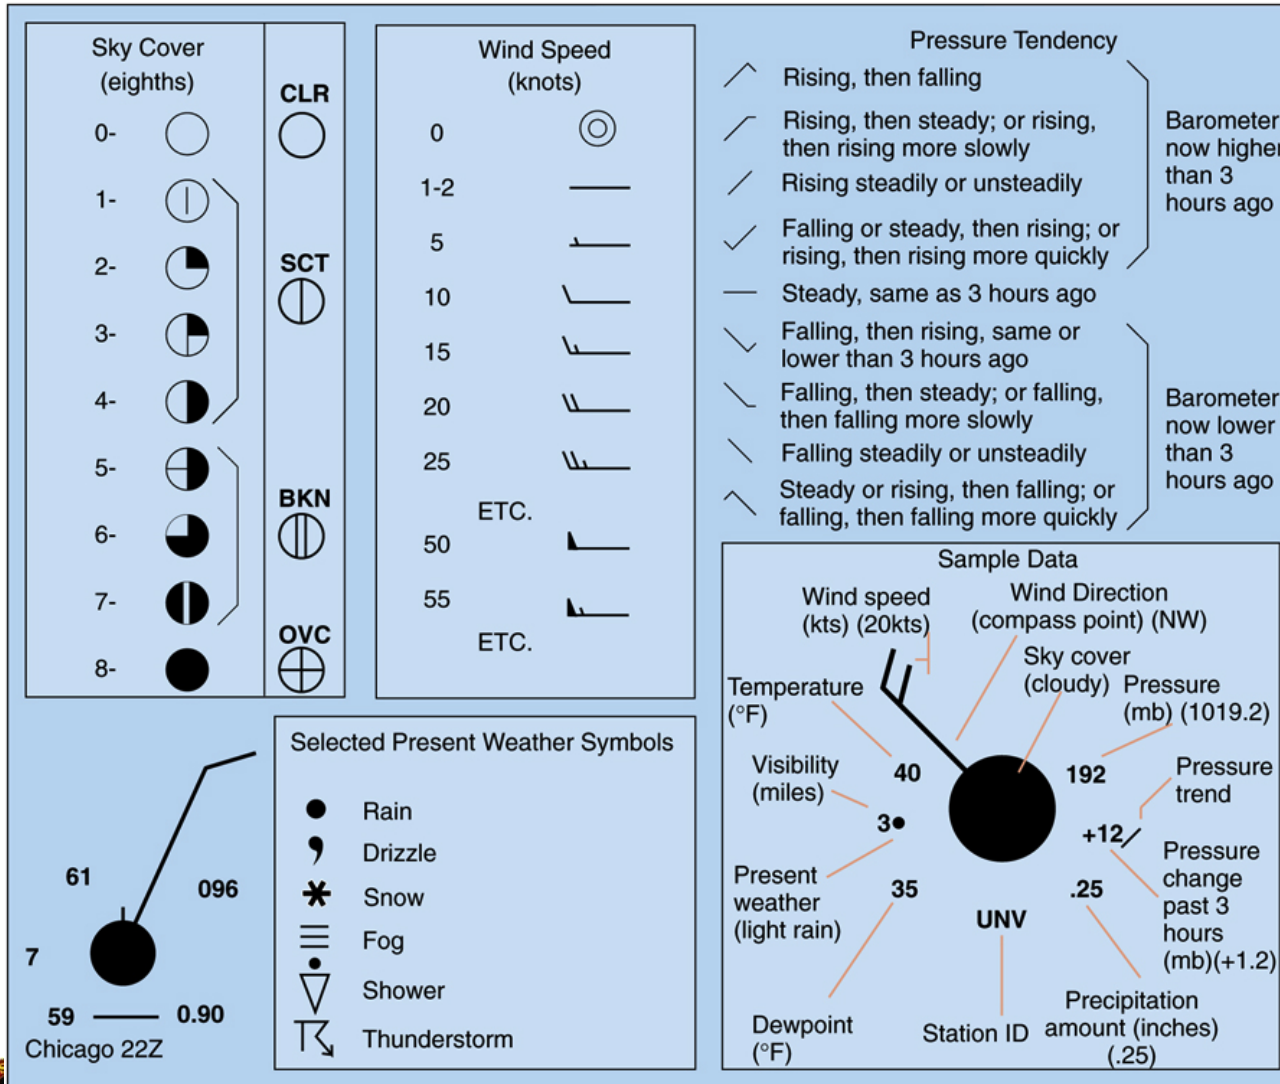 Sky Cover
(eighths)
0-
1-
2-
3-
4-
5-
6-
7-
8-
CLR
SCT
BKN
OVC
Wind Speed
(knots)
0
1-2
5
10
15
20
25
ETC.
50
55
ETC.
Pressure Tendency
Rising, then falling
Rising, then steady; or rising,
then rising more slowly
Rising steadily or unsteadily
Falling or steady, then rising; or
rising, then rising more quickly
Barometer
now higher
than 3
hours ago
Steady, same as 3 hours ago
Falling, then rising, same or
lower than 3 hours ago
Falling, then steady; or falling,
then falling more slowly
Falling steadily or unsteadily
Steady or rising, then falling; or
falling, then falling more quickly
Barometer
now lower
than 3
hours ago
61
096
7
59
0.90
Chicago 22Z
Selected Present Weather Symbols
Rain
Drizzle
Snow
Fog
Shower
Thunderstorm
Sample Data
Wind speed
(kts) (20kts)
Wind Direction
(compass point) (NW)
Sky cover
(cloudy)
Temperature
(°F)
Pressure
(mb) (1019.2)
Visibility
(miles)
40
192
Pressure
trend
3
+12
Present
weather
(light rain)
35
.25
UNV
Pressure
change
past 3
hours
(mb)(+1.2)
Dewpoint
(°F)
Station ID
Precipitation
amount (inches)
(.25)